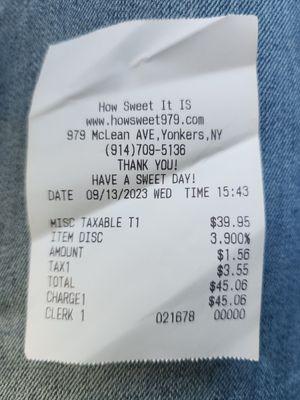 How Sweet It IS
www.howsweet979.com
979 McLean AVE,Yonkers,NY
(914)709-5136
THANK YOU!
HAVE A SWEET DAY!
DATE 09/13/2023 WED TIME 15:43
MISC TAXABLE T1 $39.95
ITEM DISC 3.900%
AMOUNT $1.56
TAX1 $3.55
TOTAL $45.06
CHARGE1 $45.06
CLERK 1 021678 00000